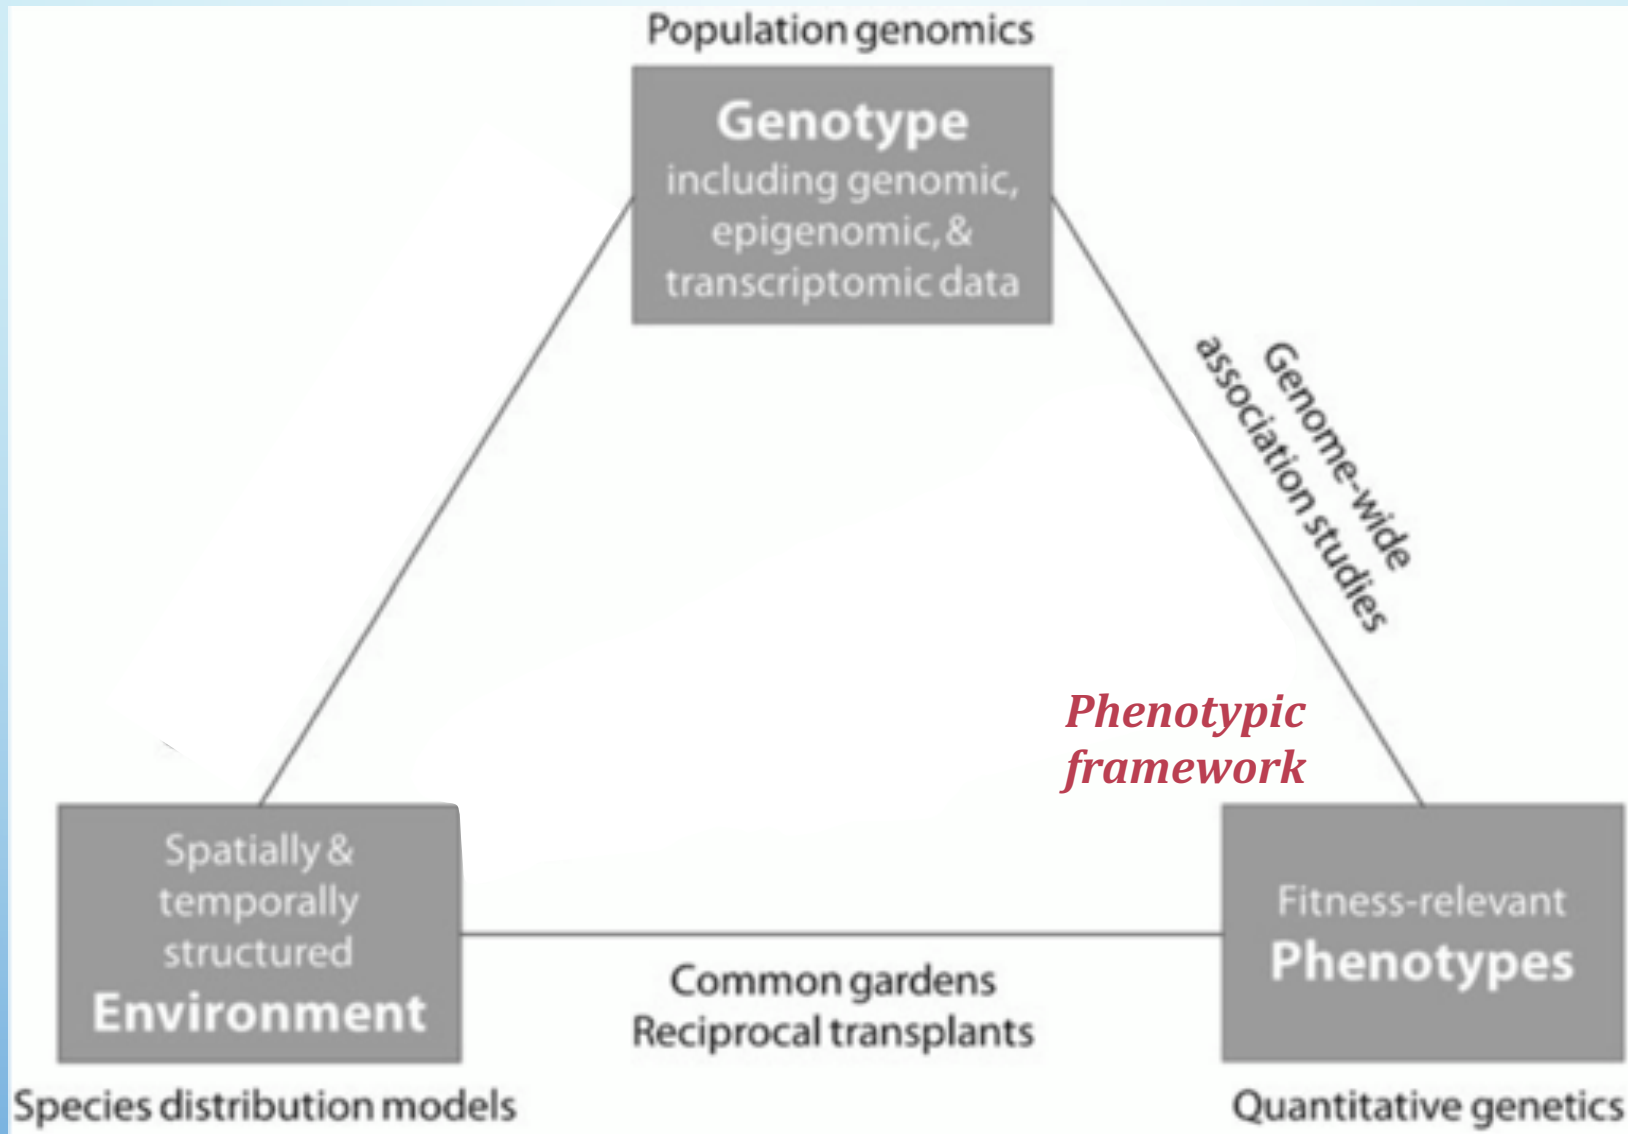 Population genomics
Genotype
including genomic,
epigenomic, &
transcriptomic data
Genome-wide
association studies
Phenotypic
framework
Spatially &
temporally
structured
Environment
Fitness-relevant
Phenotypes
Common gardens
Reciprocal transplants
Species distribution models
Quantitative genetics